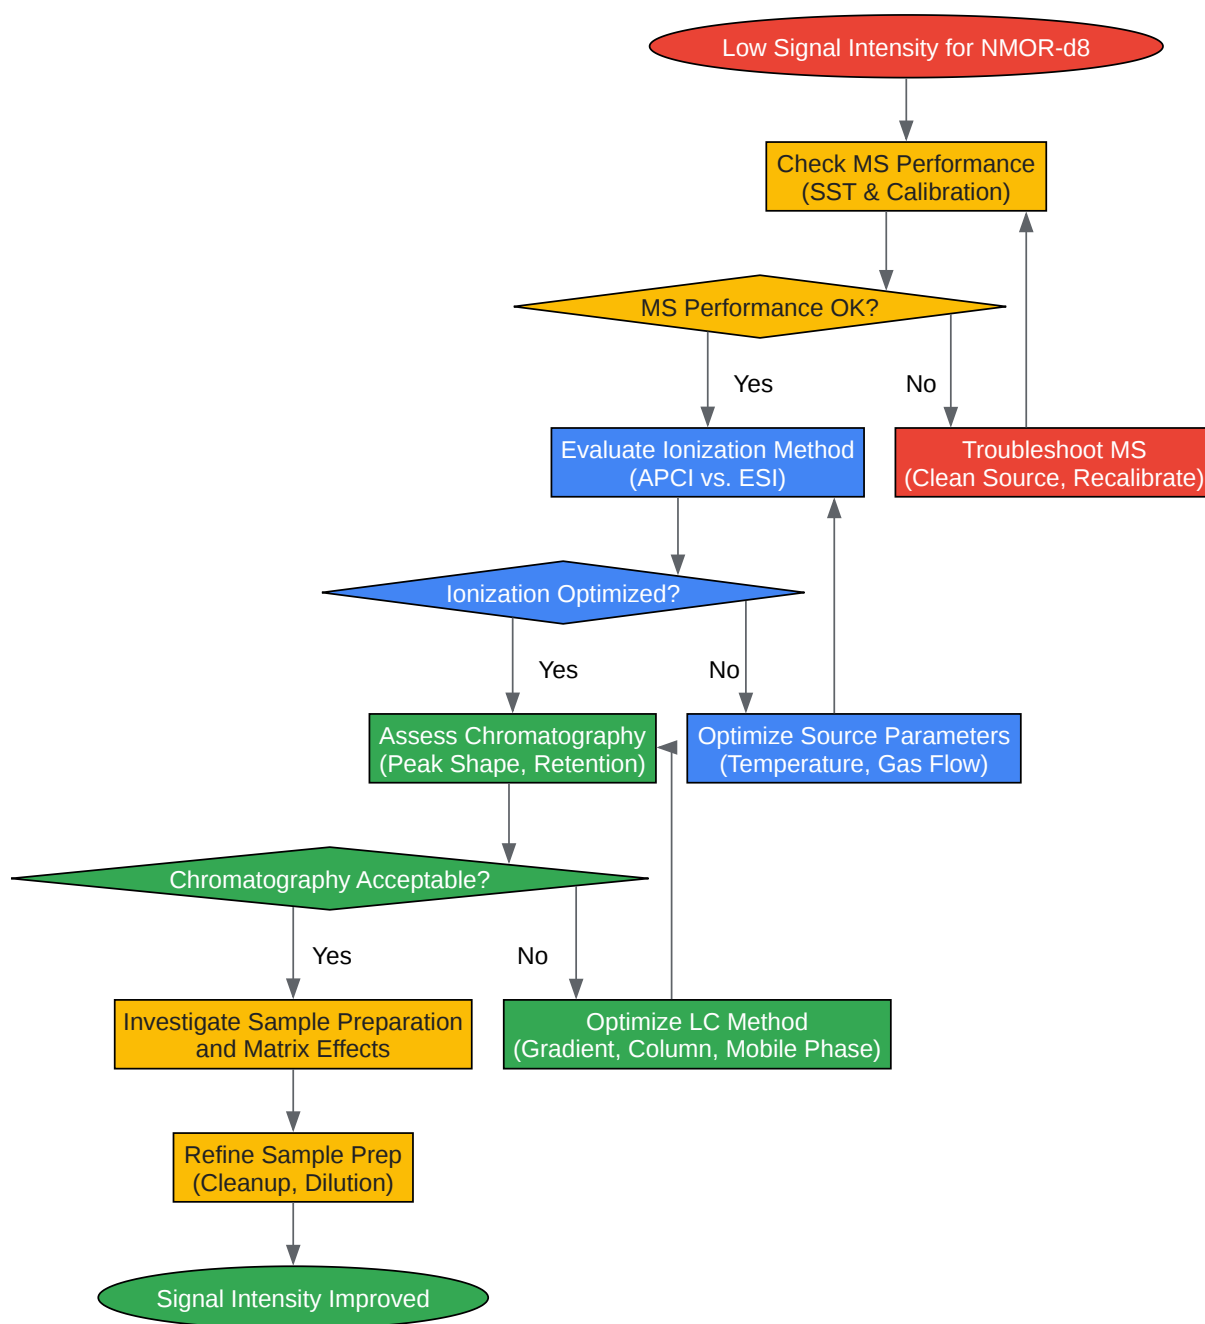 Low Signal Intensity for NMOR-d8
Check MS Performance
(SST & Calibration)
MS Performance OK?
Yes
No
Evaluate Ionization Method
(APCI vs. ESI)
Troubleshoot MS
(Clean Source, Recalibrate)
Ionization Optimized?
Yes
No
Assess Chromatography
(Peak Shape, Retention)
Optimize Source Parameters
(Temperature, Gas Flow)
Chromatography Acceptable?
Yes
No
Investigate Sample Preparation
and Matrix Effects
Optimize LC Method
(Gradient, Column, Mobile Phase)
Refine Sample Prep
(Cleanup, Dilution)
Signal Intensity Improved